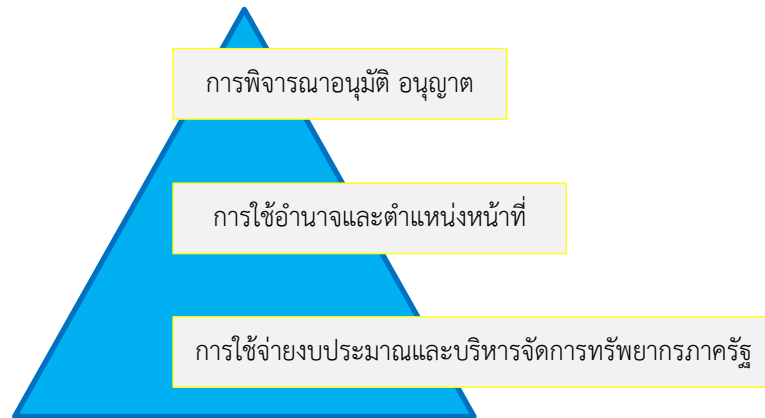 การพิจารณาอนุมัติ อนุญาต
การใช้อำนาจและตำแหน่งหน้าที่
การใช้จ่ายงบประมาณและบริหารจัดการทรัพยากรภาครัฐ